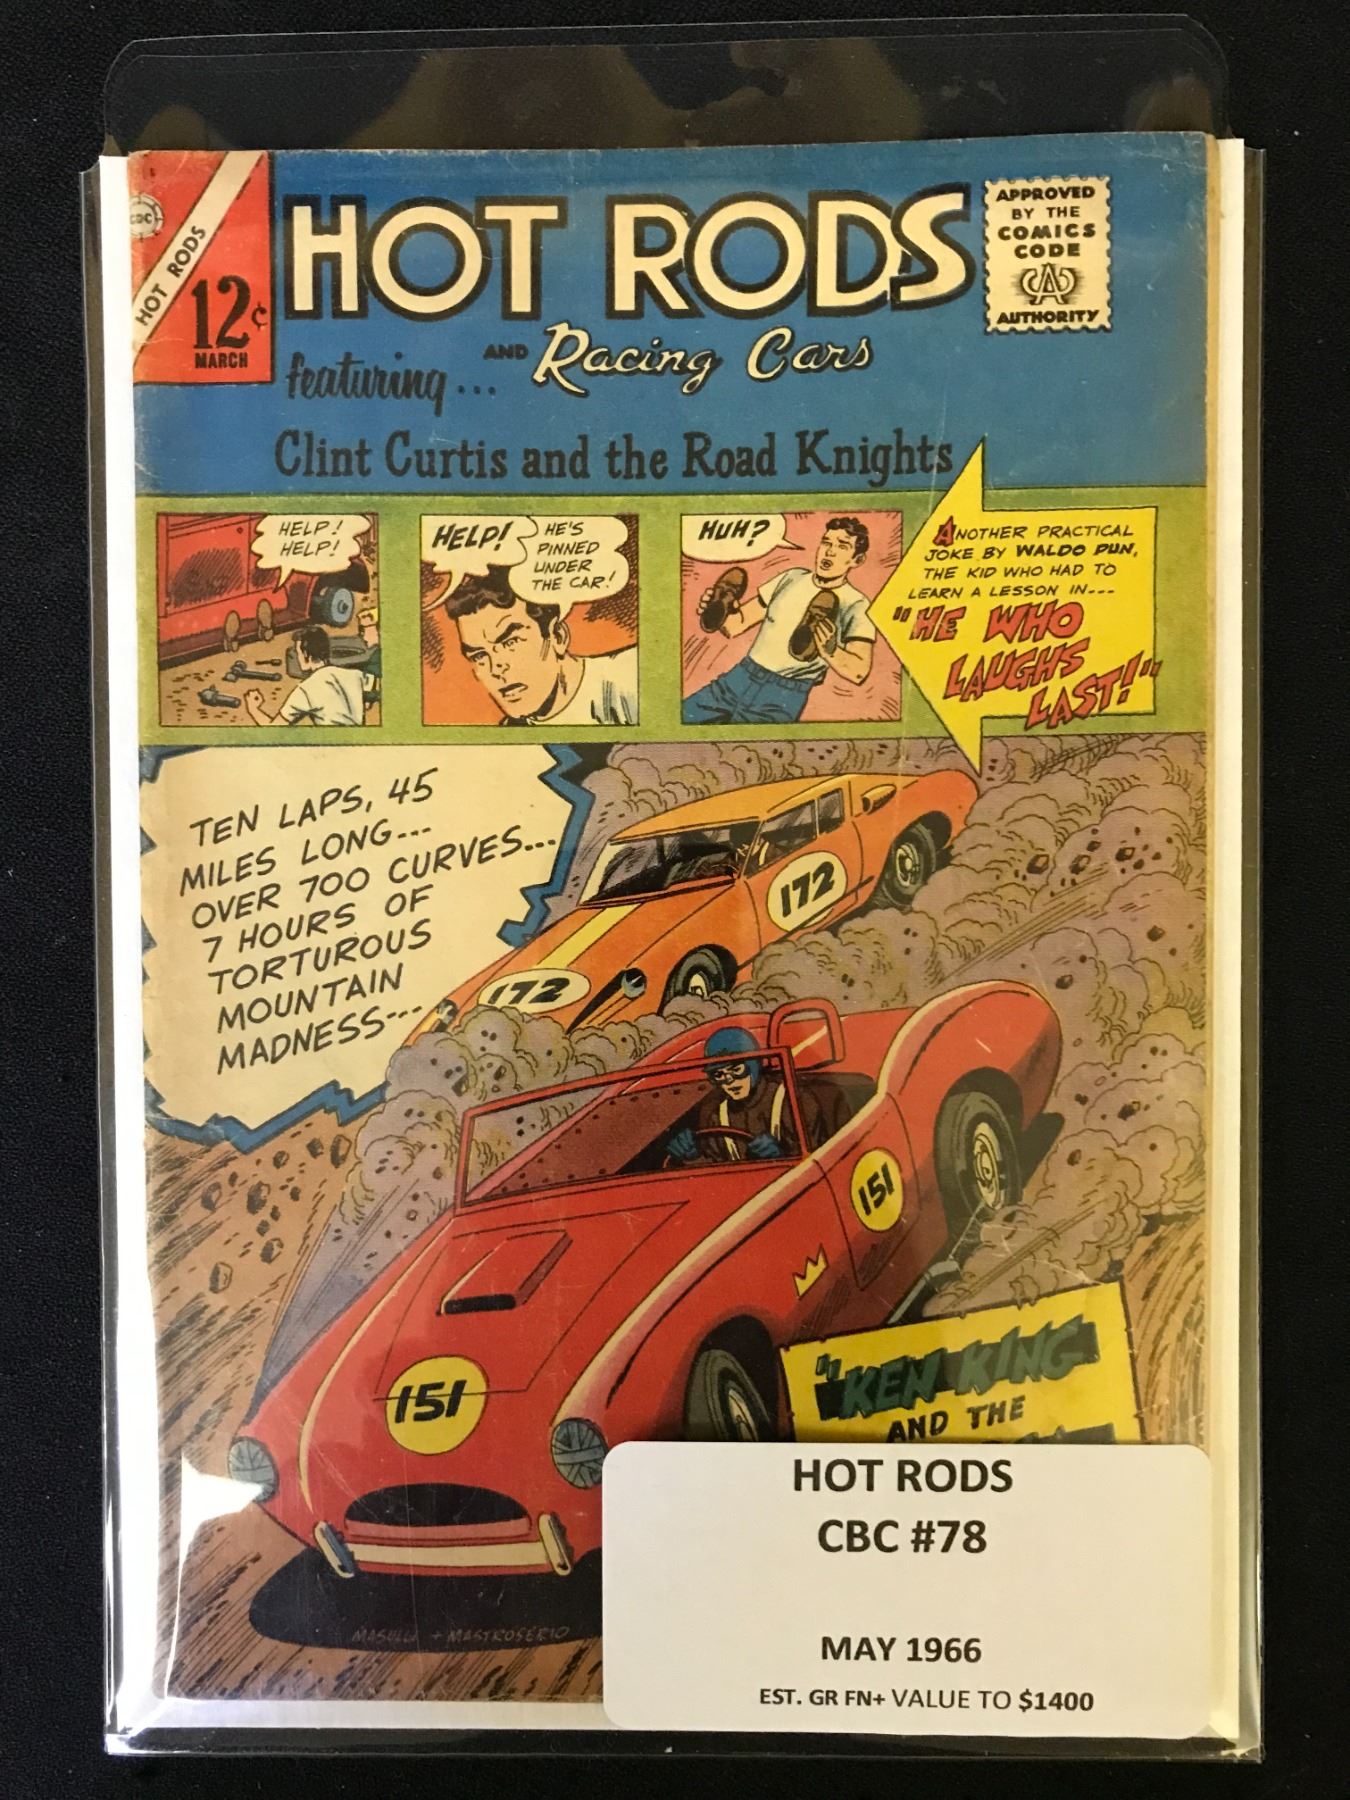 CDC
HOT RODS
12¢
MARCH
HOT RODS
AND Racing Cars
featuring...
Clint Curtis and the Road Knights
APPROVED
BY THE
COMICS
CODE
CA
AUTHORITY
HELP!
HELP!
HELP!
HE'S
PINNED
UNDER
THE CAR!
HUH?
ANOTHER PRACTICAL
JOKE BY WALDO PUN,
THE KID WHO HAD TO
LEARN A LESSON IN---
"HE WHO
LAUGHS
LAST!"
TEN LAPS, 45
MILES LONG---
OVER 700 CURVES...
7 HOURS OF
TORTUROUS
MOUNTAIN
MADNESS---
172
172
151
151
"KEN KING
AND THE
MASULLI + MASTROSERIO
HOT RODS
CBC #78
MAY 1966
EST. GR FN+ VALUE TO $1400